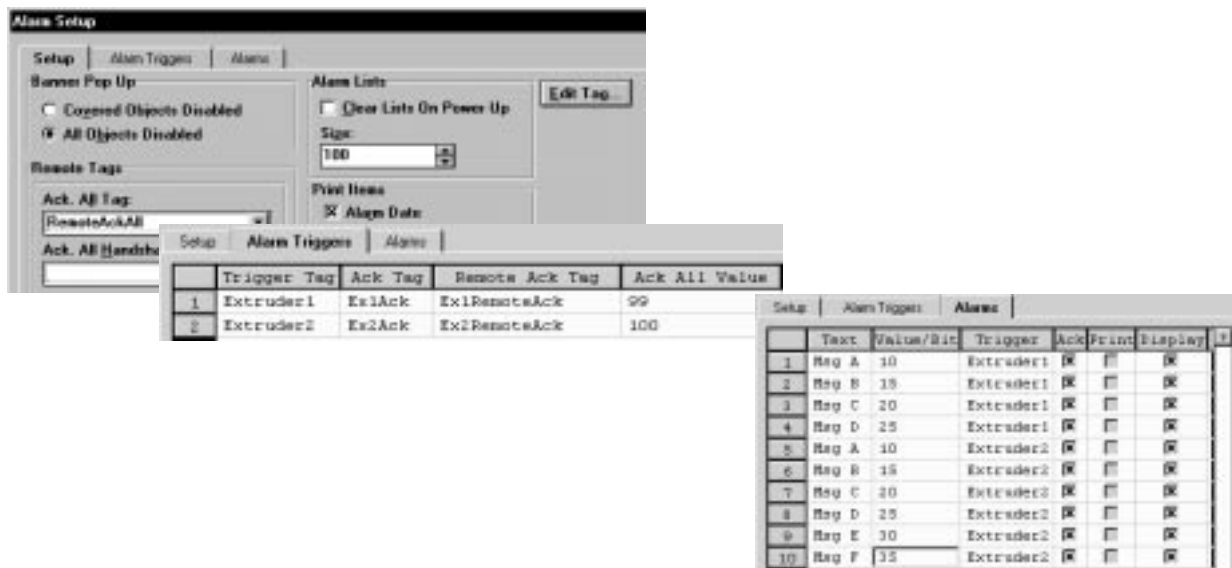 Alarm Setup
Setup Alarm Triggers Alarms
Banner Pop Up
Covered Objects Disabled
All Objects Disabled
Remote Tags
Ack. All Tag:
RemoteAckAll
Ack. All
Alarm Lists
Clear Lists On Power Up
Size:
100
Print Items
Alarm Date
Edit Tag...
Setup Alarm Triggers Alarms
Trigger Tag Ack Tag Remote Ack Tag Ack All Value
1 Extruder1 Ex1Ack Ex1RemoteAck 99
2 Extruder2 Ex2Ack Ex2RemoteAck 100
Setup Alarm Triggers Alarms
Text Value/Bit Trigger Ack Print Display
1 Msg A 10 Extruder1
2 Msg B 15 Extruder1
3 Msg C 20 Extruder1
4 Msg D 25 Extruder1
5 Msg A 10 Extruder2
6 Msg B 15 Extruder2
7 Msg C 20 Extruder2
8 Msg D 25 Extruder2
9 Msg E 30 Extruder2
10 Msg F 35 Extruder2